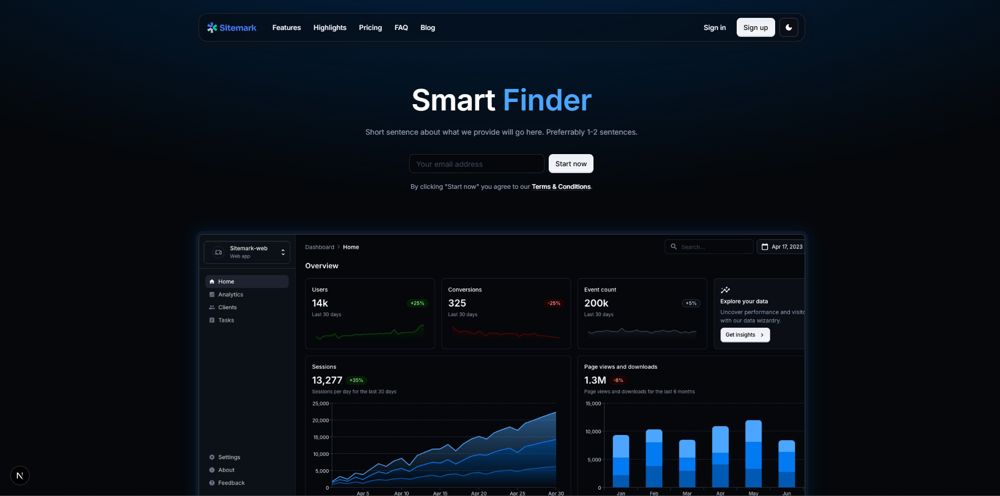 Sitemark Features Highlights Pricing FAQ Blog Sign in Sign up
Smart Finder
Short sentence about what we provide will go here. Preferrably 1-2 sentences.
Your email address Start now
By clicking "Start now" you agree to our Terms & Conditions.
Sitemark-web
Web app
Home
Analytics
Clients
Tasks
Settings
About
Feedback
N
Dashboard > Home Search... Apr 17, 2023
Overview
Users
14k +25%
Last 30 days
Conversions
325 -25%
Last 30 days
Event count
200k +5%
Last 30 days
Explore your data
Uncover performance and visito
with our data wizardry.
Get insights
Sessions
13,277 +35%
Sessions per day for the last 30 days
25,000
20,000
15,000
10,000
5,000
0
Apr 5 Apr 10 Apr 15 Apr 20 Apr 25 Apr 30
Page views and downloads
1.3M -8%
Page views and downloads for the last 6 months
15,000
10,000
5,000
0
Jan Feb Mar Apr May Jun